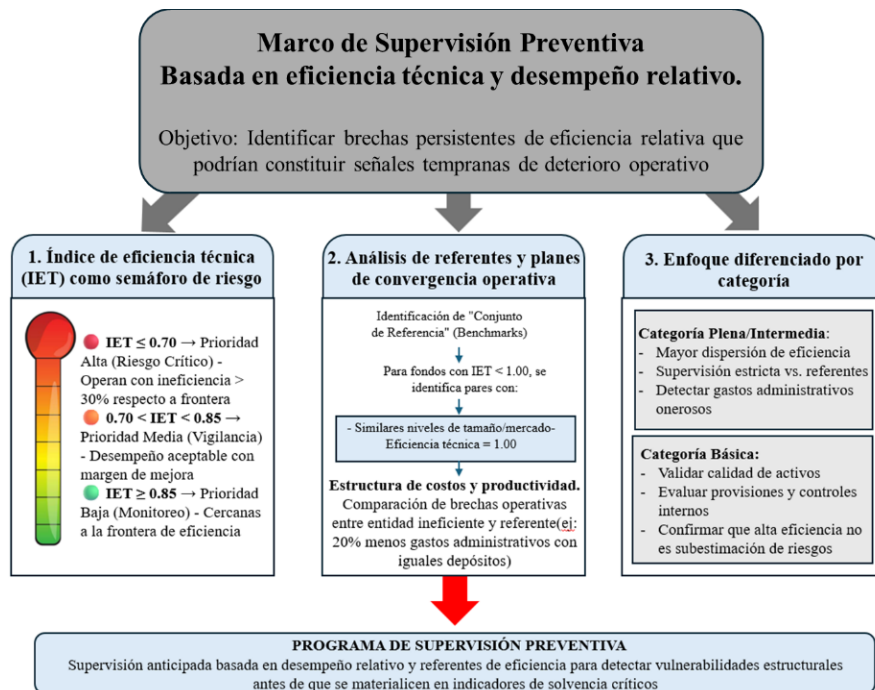 Marco de Supervisión Preventiva
Basada en eficiencia técnica y desempeño relativo.
Objetivo: Identificar brechas persistentes de eficiencia relativa que
podrían constituir señales tempranas de deterioro operativo
1. Índice de eficiencia técnica
(IET) como semáforo de riesgo
IET ≤ 0.70 → Prioridad
Alta (Riesgo Crítico) -
Operan con ineficiencia >
30% respecto a frontera
0.70 < IET < 0.85 →
Prioridad Media (Vigilancia)
- Desempeño aceptable con
margen de mejora
IET ≥ 0.85 → Prioridad
Baja (Monitoreo) - Cercanas
a la frontera de eficiencia
2. Análisis de referentes y planes
de convergencia operativa
Identificación de "Conjunto
de Referencia" (Benchmarks)
Para fondos con IET < 1.00, se
identifica pares con:
- Similares niveles de tamaño/mercado-
Eficiencia técnica = 1.00
Estructura de costos y productividad.
Comparación de brechas operativas
entre entidad ineficiente y referente(ej:
20% menos gastos administrativos con
iguales depósitos)
3. Enfoque diferenciado por
categoría
Categoría Plena/Intermedia:
- Mayor dispersión de eficiencia
- Supervisión estricta vs. referentes
- Detectar gastos administrativos
onerosos
Categoría Básica:
- Validar calidad de activos
- Evaluar provisiones y controles
internos
- Confirmar que alta eficiencia no
es subestimación de riesgos
PROGRAMA DE SUPERVISIÓN PREVENTIVA
Supervisión anticipada basada en desempeño relativo y referentes de eficiencia para detectar vulnerabilidades estructurales
antes de que se materialicen en indicadores de solvencia críticos